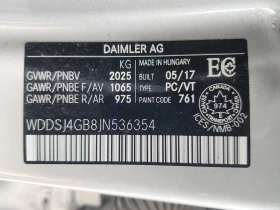 DAIMLER AG
KG MADE IN HUNGARY
GVWR/PNBV 2025 BUILT 05/17
GAWR/PNBE F/AV 1065 TYPE PC/VT
GAWR/PNBE R/AR 975 PAINT CODE 761
WDDSJ4GB8JN536354
CANADA
974
ICES/NMB-002